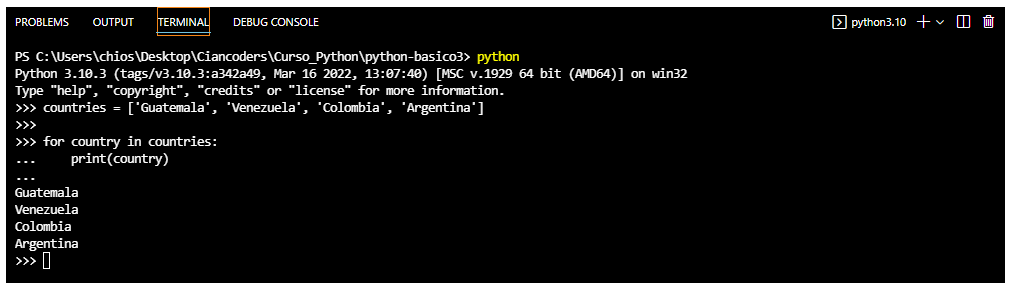 PROBLEMS OUTPUT TERMINAL DEBUG CONSOLE python3.10
PS C:\Users\chios\Desktop\Ciancoders\Curso_Python\python-basico3> python
Python 3.10.3 (tags/v3.10.3:a342a49, Mar 16 2022, 13:07:40) [MSC v.1929 64 bit (AMD64)] on win32
Type "help", "copyright", "credits" or "license" for more information.
>>> countries = ['Guatemala', 'Venezuela', 'Colombia', 'Argentina']
>>>
>>> for country in countries:
...     print(country)
...
Guatemala
Venezuela
Colombia
Argentina
>>>